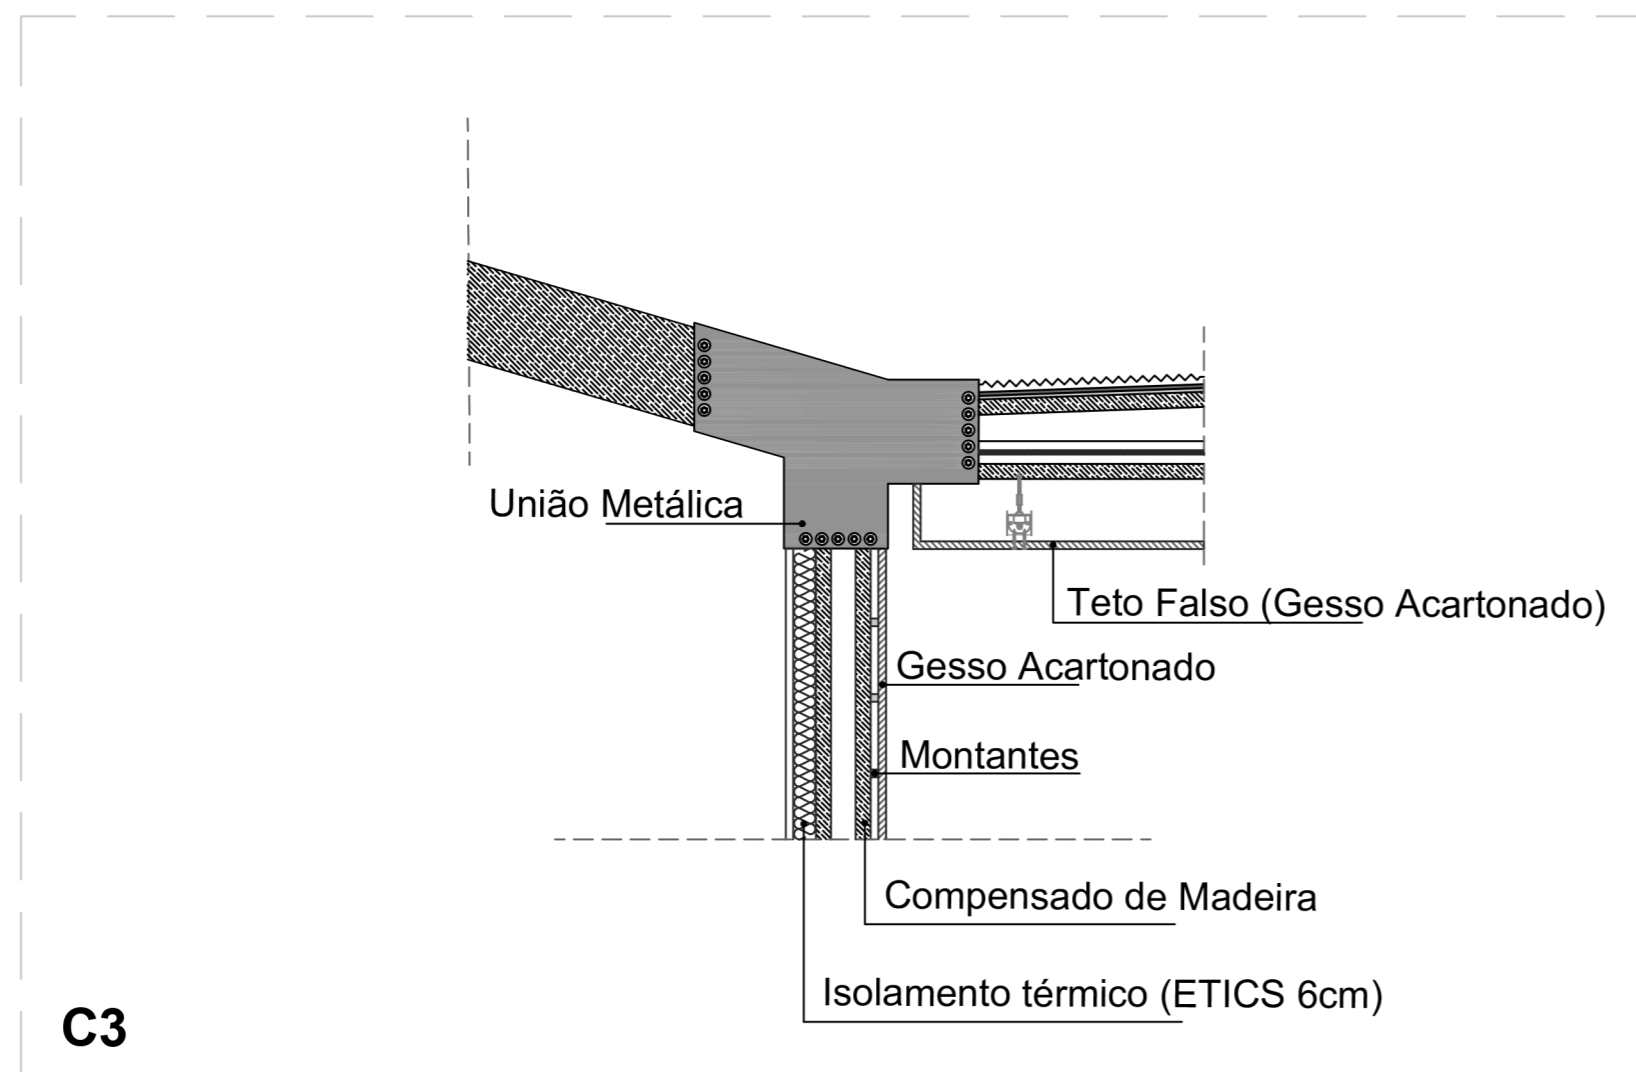 União Metálica
Teto Falso (Gesso Acartonado)
Gesso Acartonado
Montantes
Compensado de Madeira
Isolamento térmico (ETICS 6cm)
C3